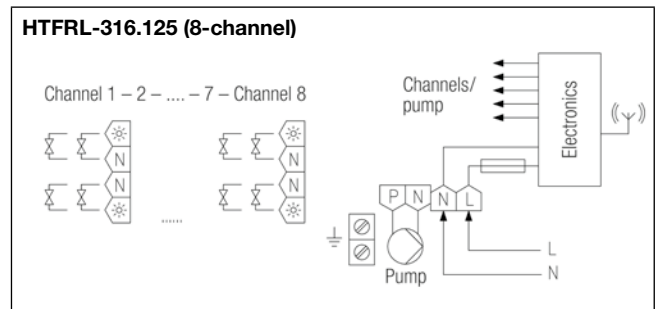 HTFRL-316.125 (8-channel)
Channel 1 – 2 – .... – 7 – Channel 8
N
N
N
N
......
Channels/
pump
Electronics
P N N L
Pump
L
N